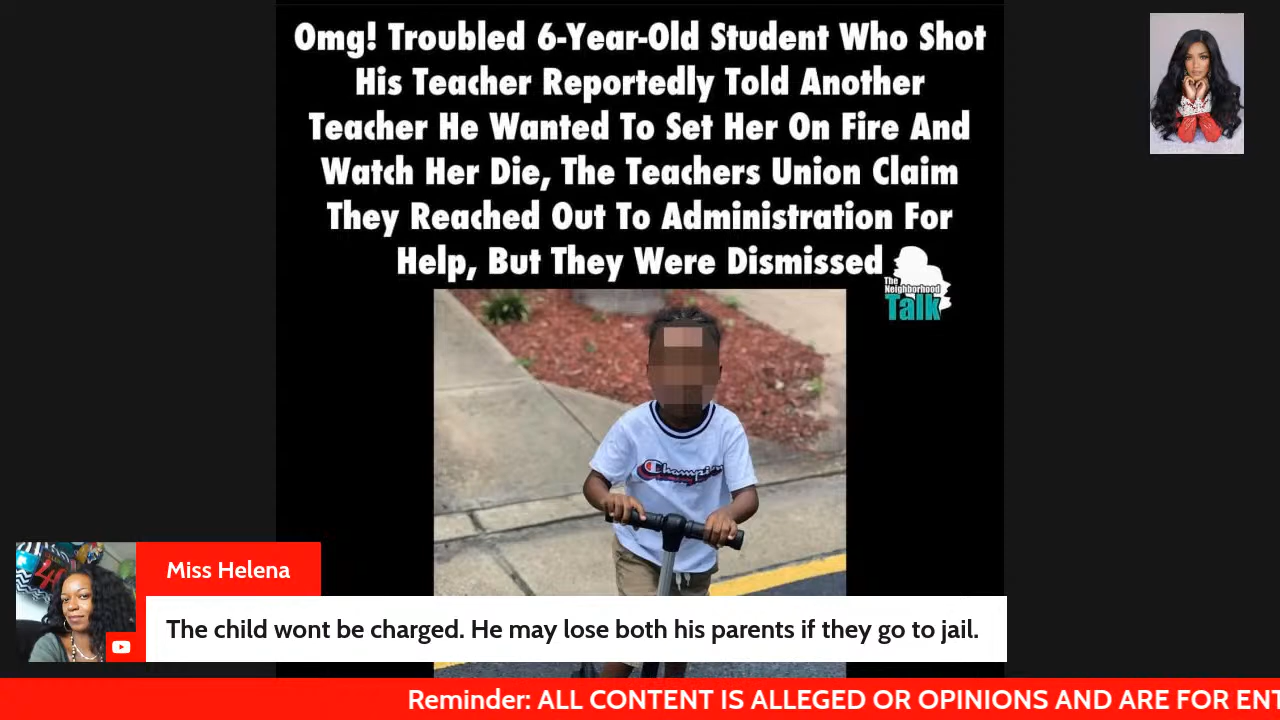 Omg! Troubled 6-Year-Old Student Who Shot
His Teacher Reportedly Told Another
Teacher He Wanted To Set Her On Fire And
Watch Her Die, The Teachers Union Claim
They Reached Out To Administration For
Help, But They Were Dismissed
The
Neighborhood
Talk
Champion
Miss Helena
The child wont be charged. He may lose both his parents if they go to jail.
Reminder: ALL CONTENT IS ALLEGED OR OPINIONS AND ARE FOR ENT